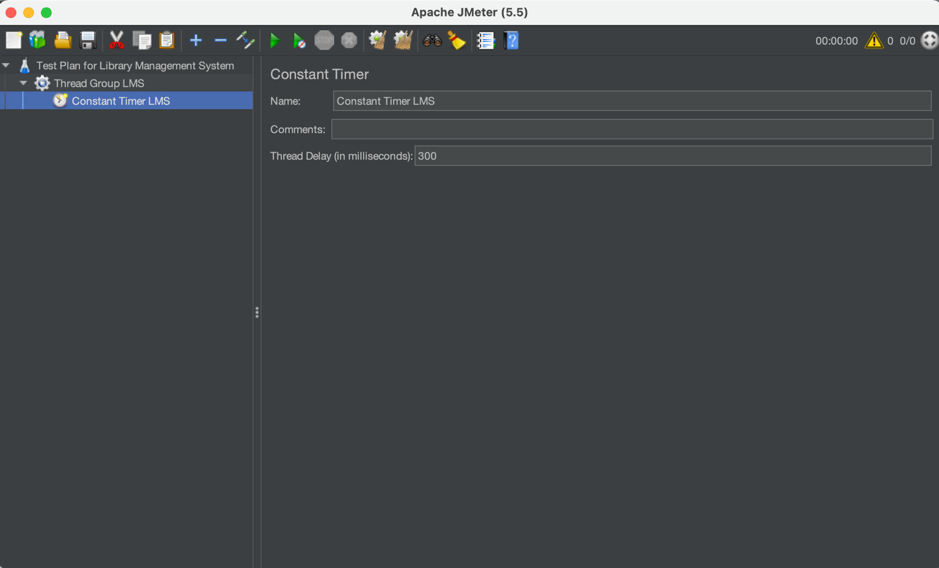 Apache JMeter (5.5)
00:00:00 0 0/0
Test Plan for Library Management System
Thread Group LMS
Constant Timer LMS
Constant Timer
Name: Constant Timer LMS
Comments:
Thread Delay (in milliseconds): 300